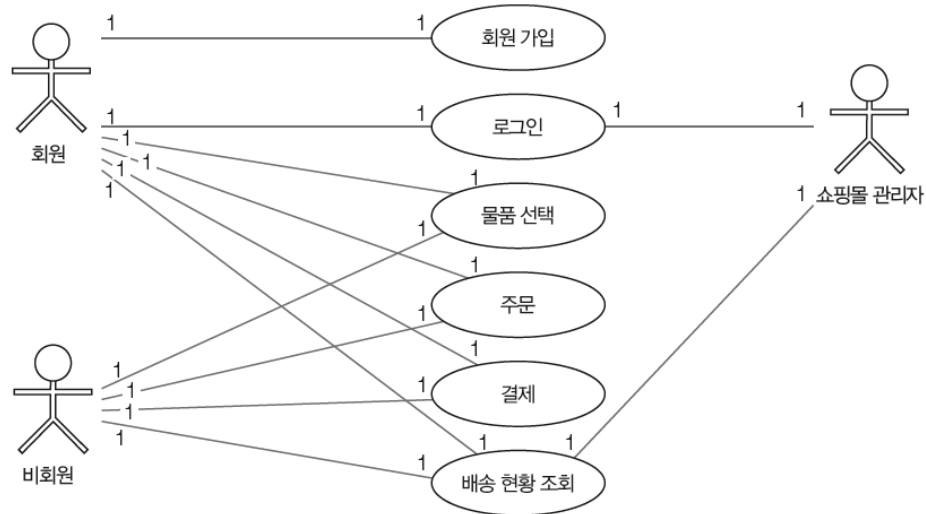 1 1 회원 가입
1 1 로그인 1 1
회원
1 1 1 1
1 물품 선택
1 쇼핑몰 관리자
1
1 주문
1
1 결제
1
1 1 1 1
1 1 1
비회원
1 배송 현황 조회